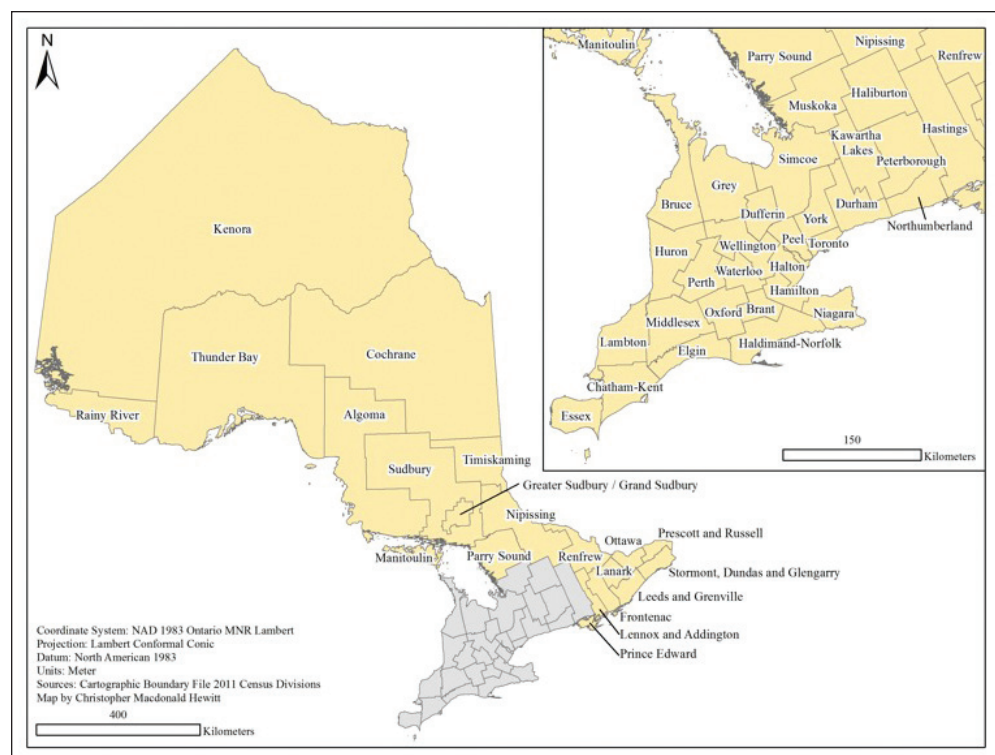 N
Kenora
Thunder Bay
Cochrane
Rainy River
Algoma
Sudbury
Timiskaming
Greater Sudbury / Grand Sudbury
Nipissing
Manitoulin
Parry Sound
Renfrew
Ottawa
Prescott and Russell
Lanark
Stormont, Dundas and Glengarry
Leeds and Grenville
Frontenac
Lennox and Addington
Prince Edward
Coordinate System: NAD 1983 Ontario MNR Lambert
Projection: Lambert Conformal Conic
Datum: North American 1983
Units: Meter
Sources: Cartographic Boundary File 2011 Census Divisions
Map by Christopher Macdonald Hewitt
400
Kilometers
Manitoulin
Parry Sound
Nipissing
Renfrew
Muskoka
Haliburton
Hastings
Kawartha
Lakes
Simcoe
Peterborough
Grey
Bruce
Dufferin
York
Durham
Northumberland
Huron
Wellington
Peel
Toronto
Perth
Waterloo
Halton
Hamilton
Middlesex
Oxford
Brant
Niagara
Lambton
Elgin
Haldimand-Norfolk
Chatham-Kent
Essex
150
Kilometers